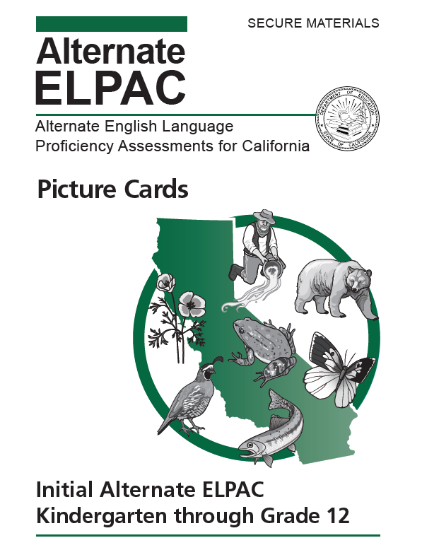 SECURE MATERIALS
Alternate
ELPAC
Alternate English Language
Proficiency Assessments for California
Picture Cards
Initial Alternate ELPAC
Kindergarten through Grade 12